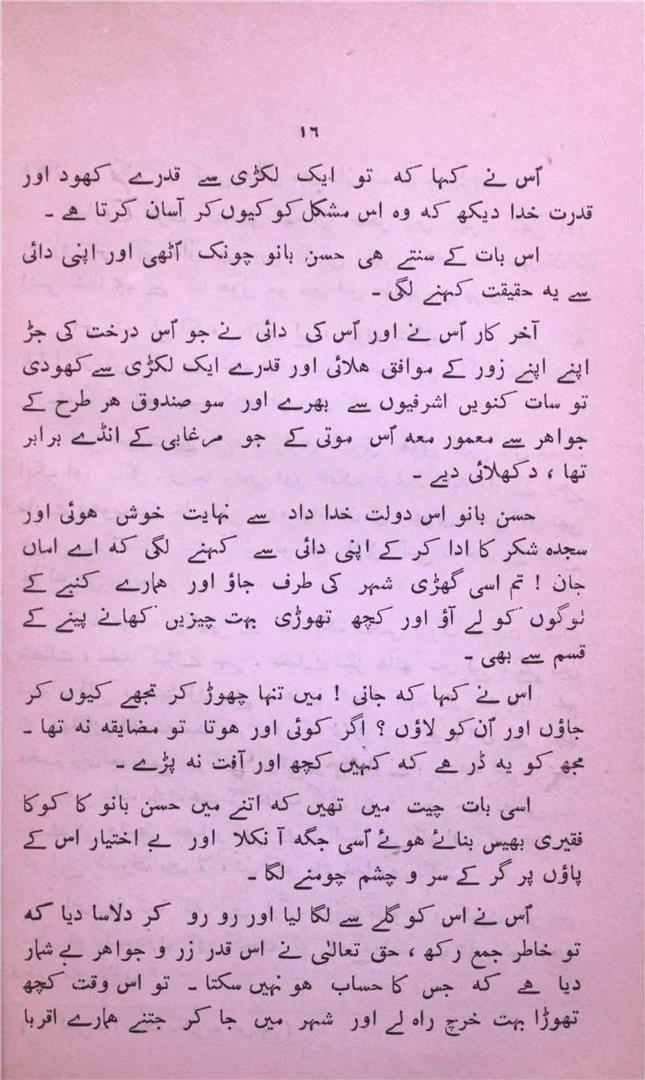 ١٦
اُس نے کہا کہ تو ایک لکڑی سے قدرے کھود اور
قدرت خدا دیکھ کہ وہ اس مشکل کو کیوں کر آسان کرتا ہے ۔
اس بات کے سنتے ہی حسن بانو چونک اُٹھی اور اپنی دائی
سے یہ حقیقت کہنے لگی ۔
آخر کار اُس نے اور اُس کی دائی نے جو اُس درخت کی جڑ
اپنے اپنے زور کے موافق ہلائی اور قدرے ایک لکڑی سے کھودی
تو سات کنویں اشرفیوں سے بھرے اور سو صندوق ہر طرح کے
جواہر سے معمور معہ اُس موتی کے جو مرغابی کے انڈے برابر
تھا ، دکھلائی دیے ۔
حسن بانو اس دولت خدا داد سے نہایت خوش ہوئی اور
سجدہ شکر کا ادا کر کے اپنی دائی سے کہنے لگی کہ اے اماں
جان ! تم اسی گھڑی شہر کی طرف جاؤ اور ہمارے کنبے کے
لوگوں کو لے آؤ اور کچھ تھوڑی بہت چیزیں کھانے پینے کے
قسم سے بھی ۔
اس نے کہا کہ جانی ! میں تنہا چھوڑ کر تجھے کیوں کر
جاؤں اور اُن کو لاؤں ؟ اگر کوئی اور ہوتا تو مضایقہ نہ تھا ۔
مجھ کو یہ ڈر ہے کہ کہیں کچھ اور آفت نہ پڑے ۔
اسی بات چیت میں تھیں کہ اتنے میں حسن بانو کا کوکا
فقیری بھیس بنائے ہوئے اُسی جگہ آ نکلا اور بے اختیار اس کے
پاؤں پر گر کے سر و چشم چومنے لگا ۔
اُس نے اس کو گلے سے لگا لیا اور رو رو کر دلاسا دیا کہ
تو خاطر جمع رکھ ، حق تعالیٰ نے اس قدر زر و جواہر بے شمار
دیا ہے کہ جس کا حساب ہو نہیں سکتا ۔ تو اس وقت کچھ
تھوڑا بہت خرچ راہ لے اور شہر میں جا کر جتنے ہمارے اقربا